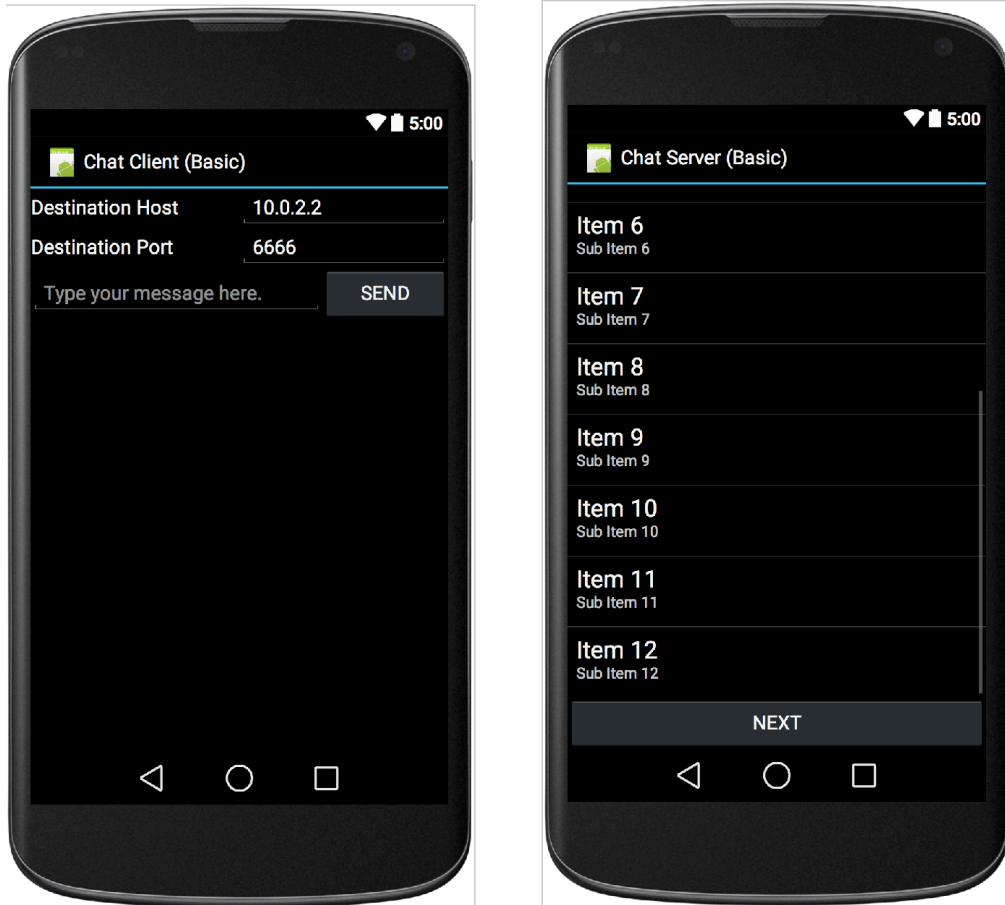 5:00
Chat Client (Basic)
Destination Host 10.0.2.2
Destination Port 6666
Type your message here. SEND
5:00
Chat Server (Basic)
Item 6
Sub Item 6
Item 7
Sub Item 7
Item 8
Sub Item 8
Item 9
Sub Item 9
Item 10
Sub Item 10
Item 11
Sub Item 11
Item 12
Sub Item 12
NEXT